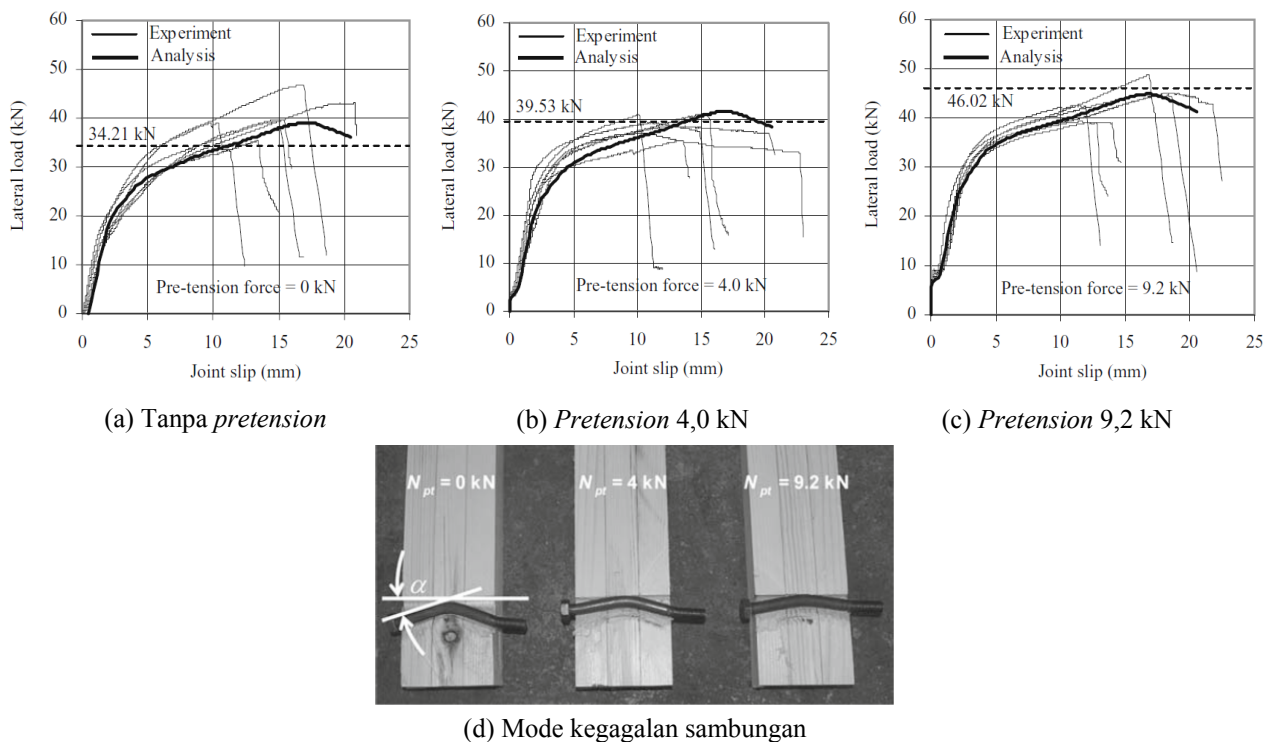 60
50
40
30
20
10
0
Lateral load (kN)
Experiment
Analysis
34.21 kN
Pre-tension force = 0 kN
0 5 10 15 20 25
Joint slip (mm)
(a) Tanpa pretension
60
50
40
30
20
10
0
Lateral load (kN)
Experiment
Analysis
39.53 kN
Pre-tension force = 4.0 kN
0 5 10 15 20 25
Joint slip (mm)
(b) Pretension 4,0 kN
60
50
40
30
20
10
0
Lateral load (kN)
Experiment
Analysis
46.02 kN
Pre-tension force = 9.2 kN
0 5 10 15 20 25
Joint slip (mm)
(c) Pretension 9,2 kN
N pt = 0 kN
N pt = 4 kN
N pt = 9.2 kN
α
(d) Mode kegagalan sambungan